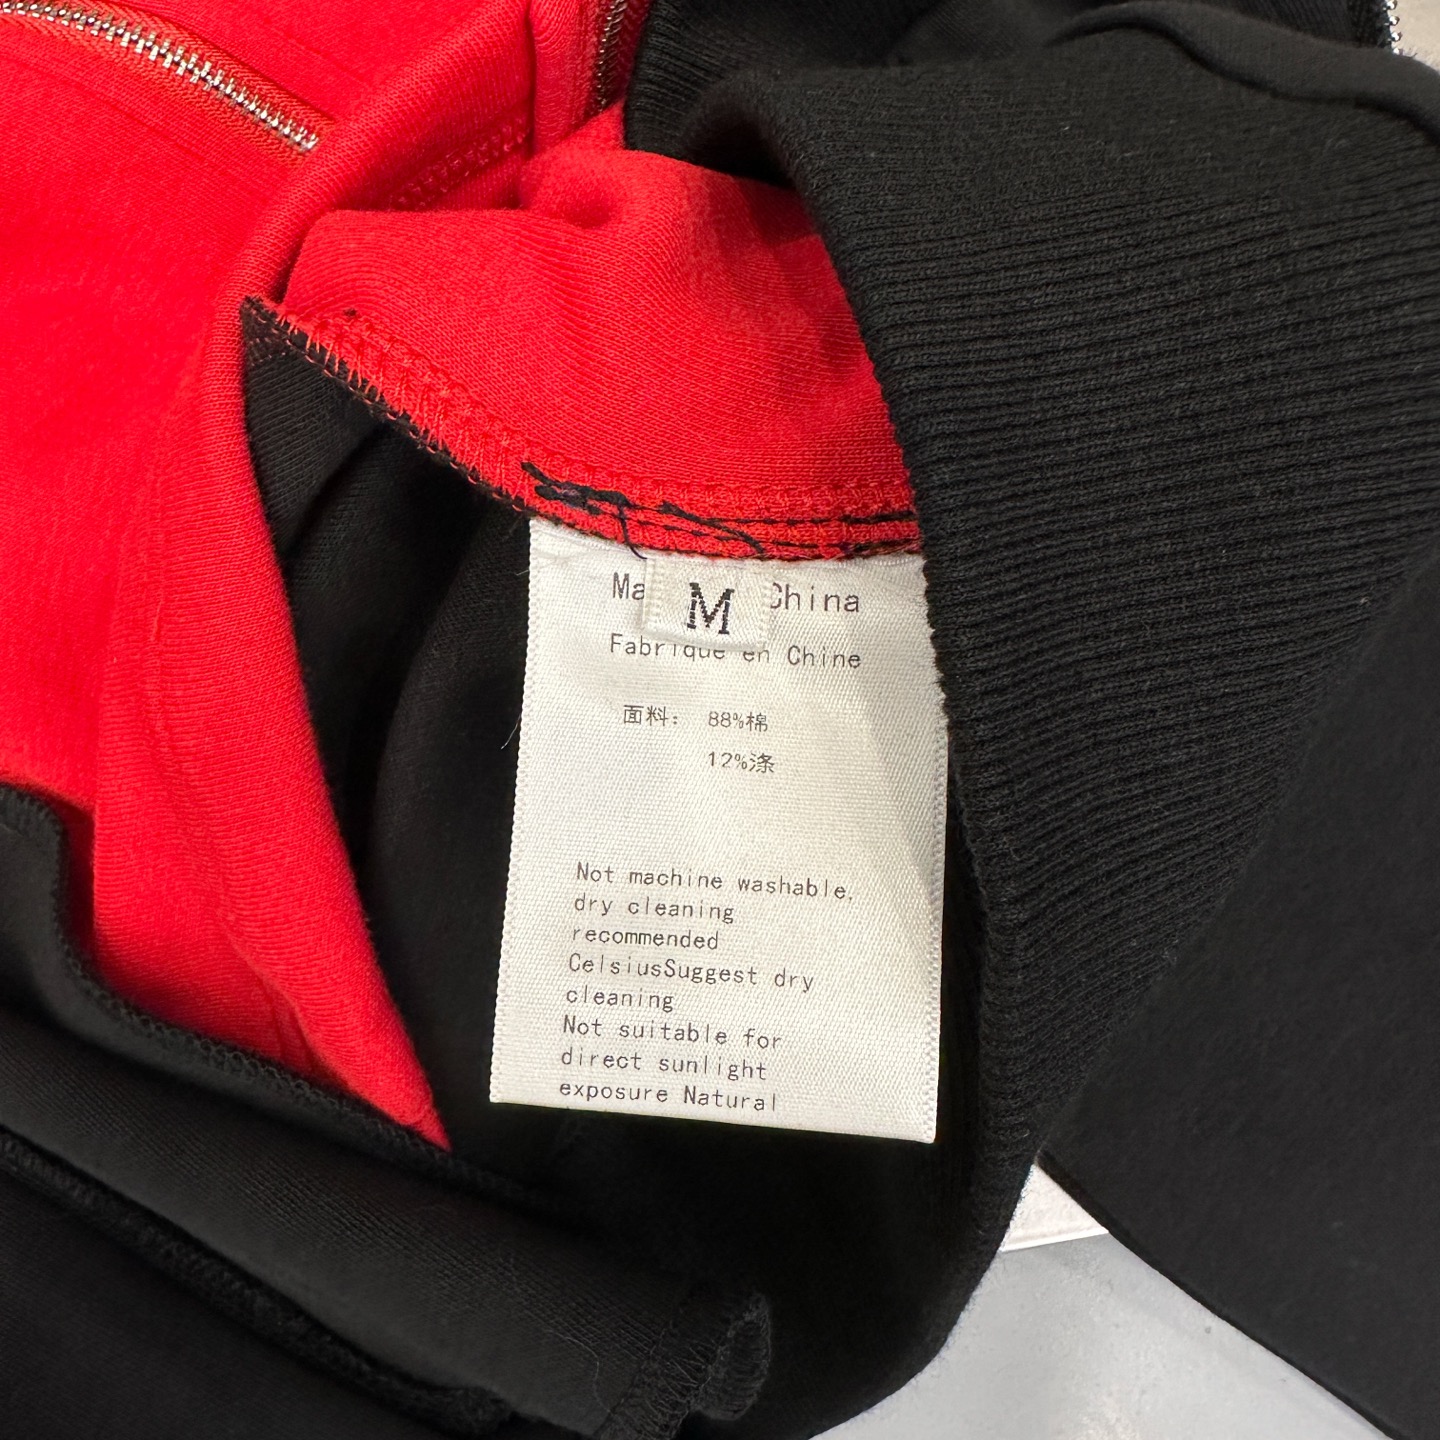 M
China
Fabrique en Chine
面料： 88%棉
12%涤
Not machine washable,
dry cleaning
recommended
CelsiusSuggest dry
cleaning
Not suitable for
direct sunlight
exposure Natural